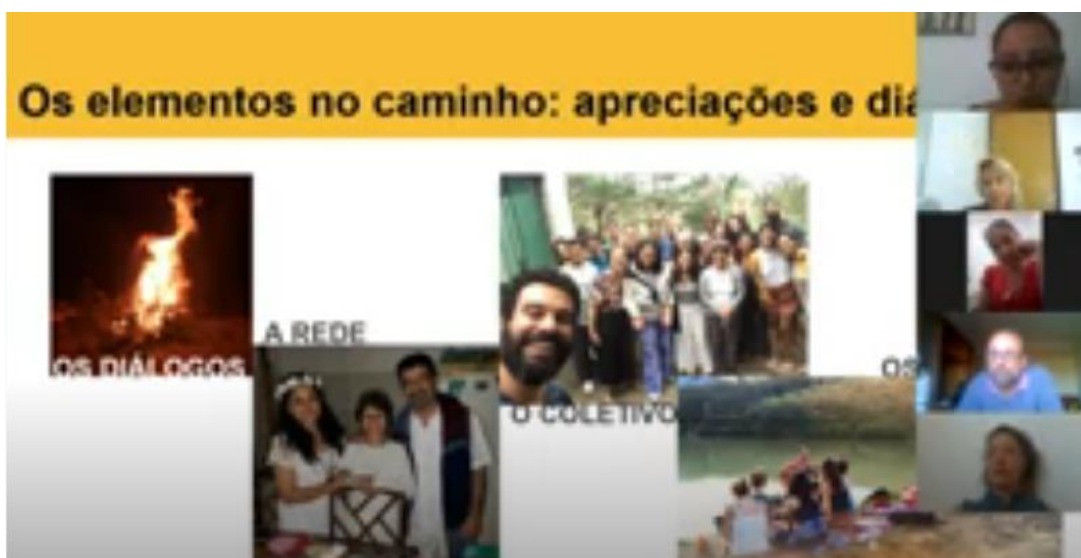 Os elementos no caminho: apreciações e diá
A REDE
OS DIÁLOGOS
OS
O COLETIVO